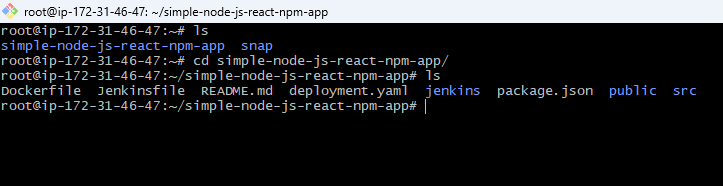 root@ip-172-31-46-47: ~/simple-node-js-react-npm-app
root@ip-172-31-46-47:~# ls
simple-node-js-react-npm-app  snap
root@ip-172-31-46-47:~# cd simple-node-js-react-npm-app/
root@ip-172-31-46-47:~/simple-node-js-react-npm-app# ls
Dockerfile  Jenkinsfile  README.md  deployment.yaml  jenkins  package.json  public  src
root@ip-172-31-46-47:~/simple-node-js-react-npm-app#